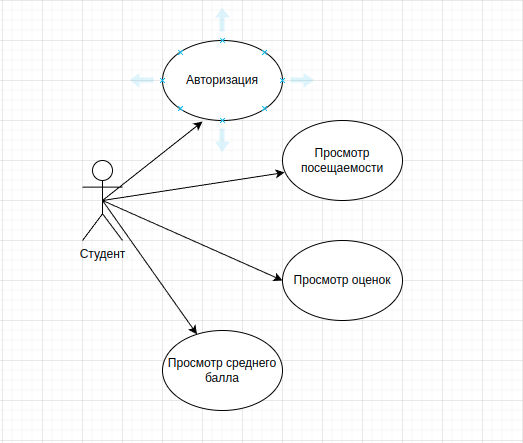 Авторизация
Просмотр
посещаемости
Студент
Просмотр оценок
Просмотр среднего
балла